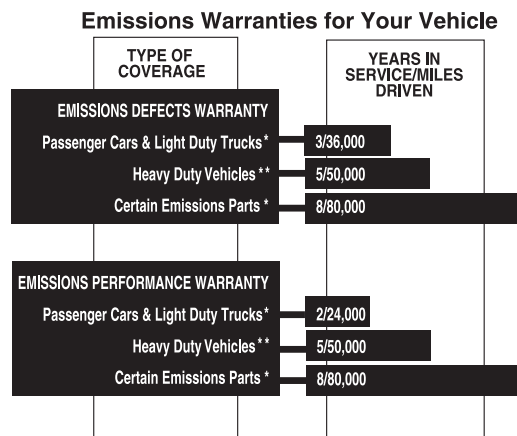 Emissions Warranties for Your Vehicle
TYPE OF
COVERAGE
YEARS IN
SERVICE/MILES
DRIVEN
EMISSIONS DEFECTS WARRANTY
Passenger Cars & Light Duty Trucks* 3/36,000
Heavy Duty Vehicles ** 5/50,000
Certain Emissions Parts * 8/80,000
EMISSIONS PERFORMANCE WARRANTY
Passenger Cars & Light Duty Trucks* 2/24,000
Heavy Duty Vehicles ** 5/50,000
Certain Emissions Parts * 8/80,000